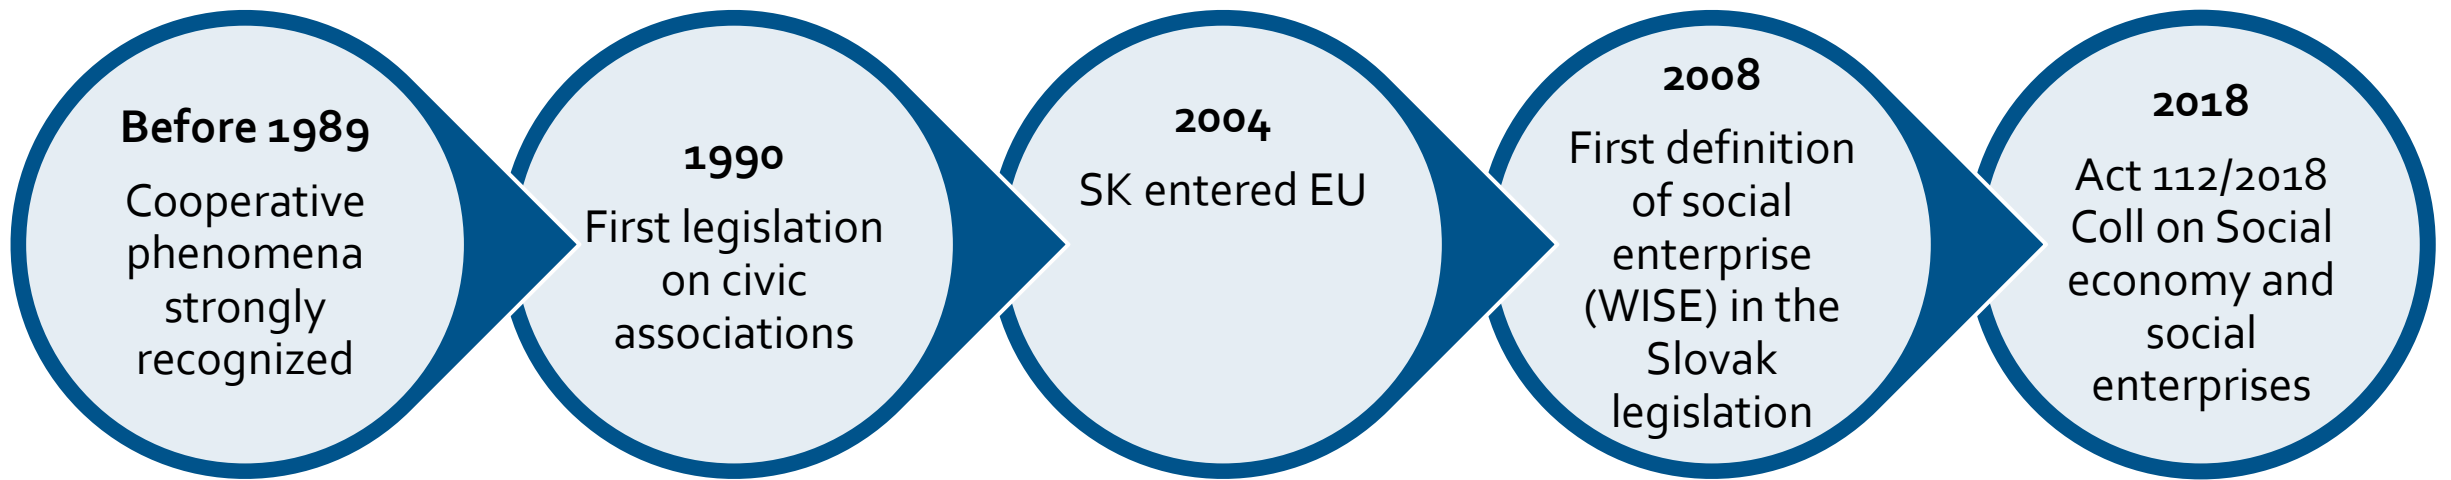 Before 1989
Cooperative
phenomena
strongly
recognized
1990
First legislation
on civic
associations
2004
SK entered EU
2008
First definition
of social
enterprise
(WISE) in the
Slovak
legislation
2018
Act 112/2018
Coll on Social
economy and
social
enterprises